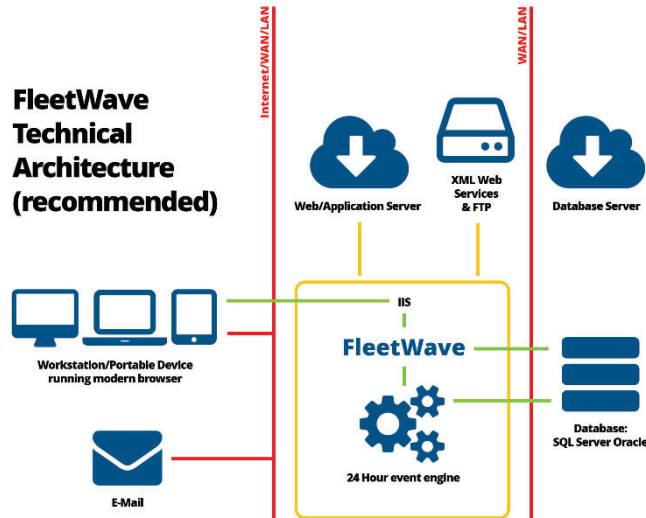 FleetWave
Technical
Architecture
(recommended)
Internet/WAN/LAN
WAN/LAN
Web/Application Server
XML Web
Services
& FTP
Database Server
IIS
FleetWave
24 Hour event engine
Workstation/Portable Device
running modern browser
E-Mail
Database:
SQL Server Oracle